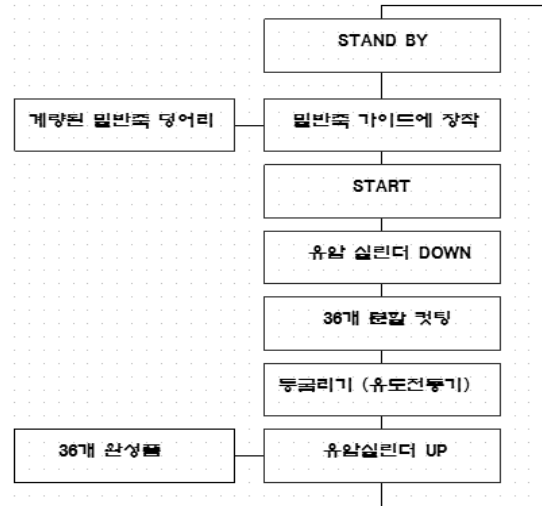 STAND BY
계량된 밀반죽 덩어리
밀반죽 가이드에 장착
START
유압 실린더 DOWN
36개 분할 컷팅
둥굴리기 (유도전동기)
36개 완성품
유압실린더 UP